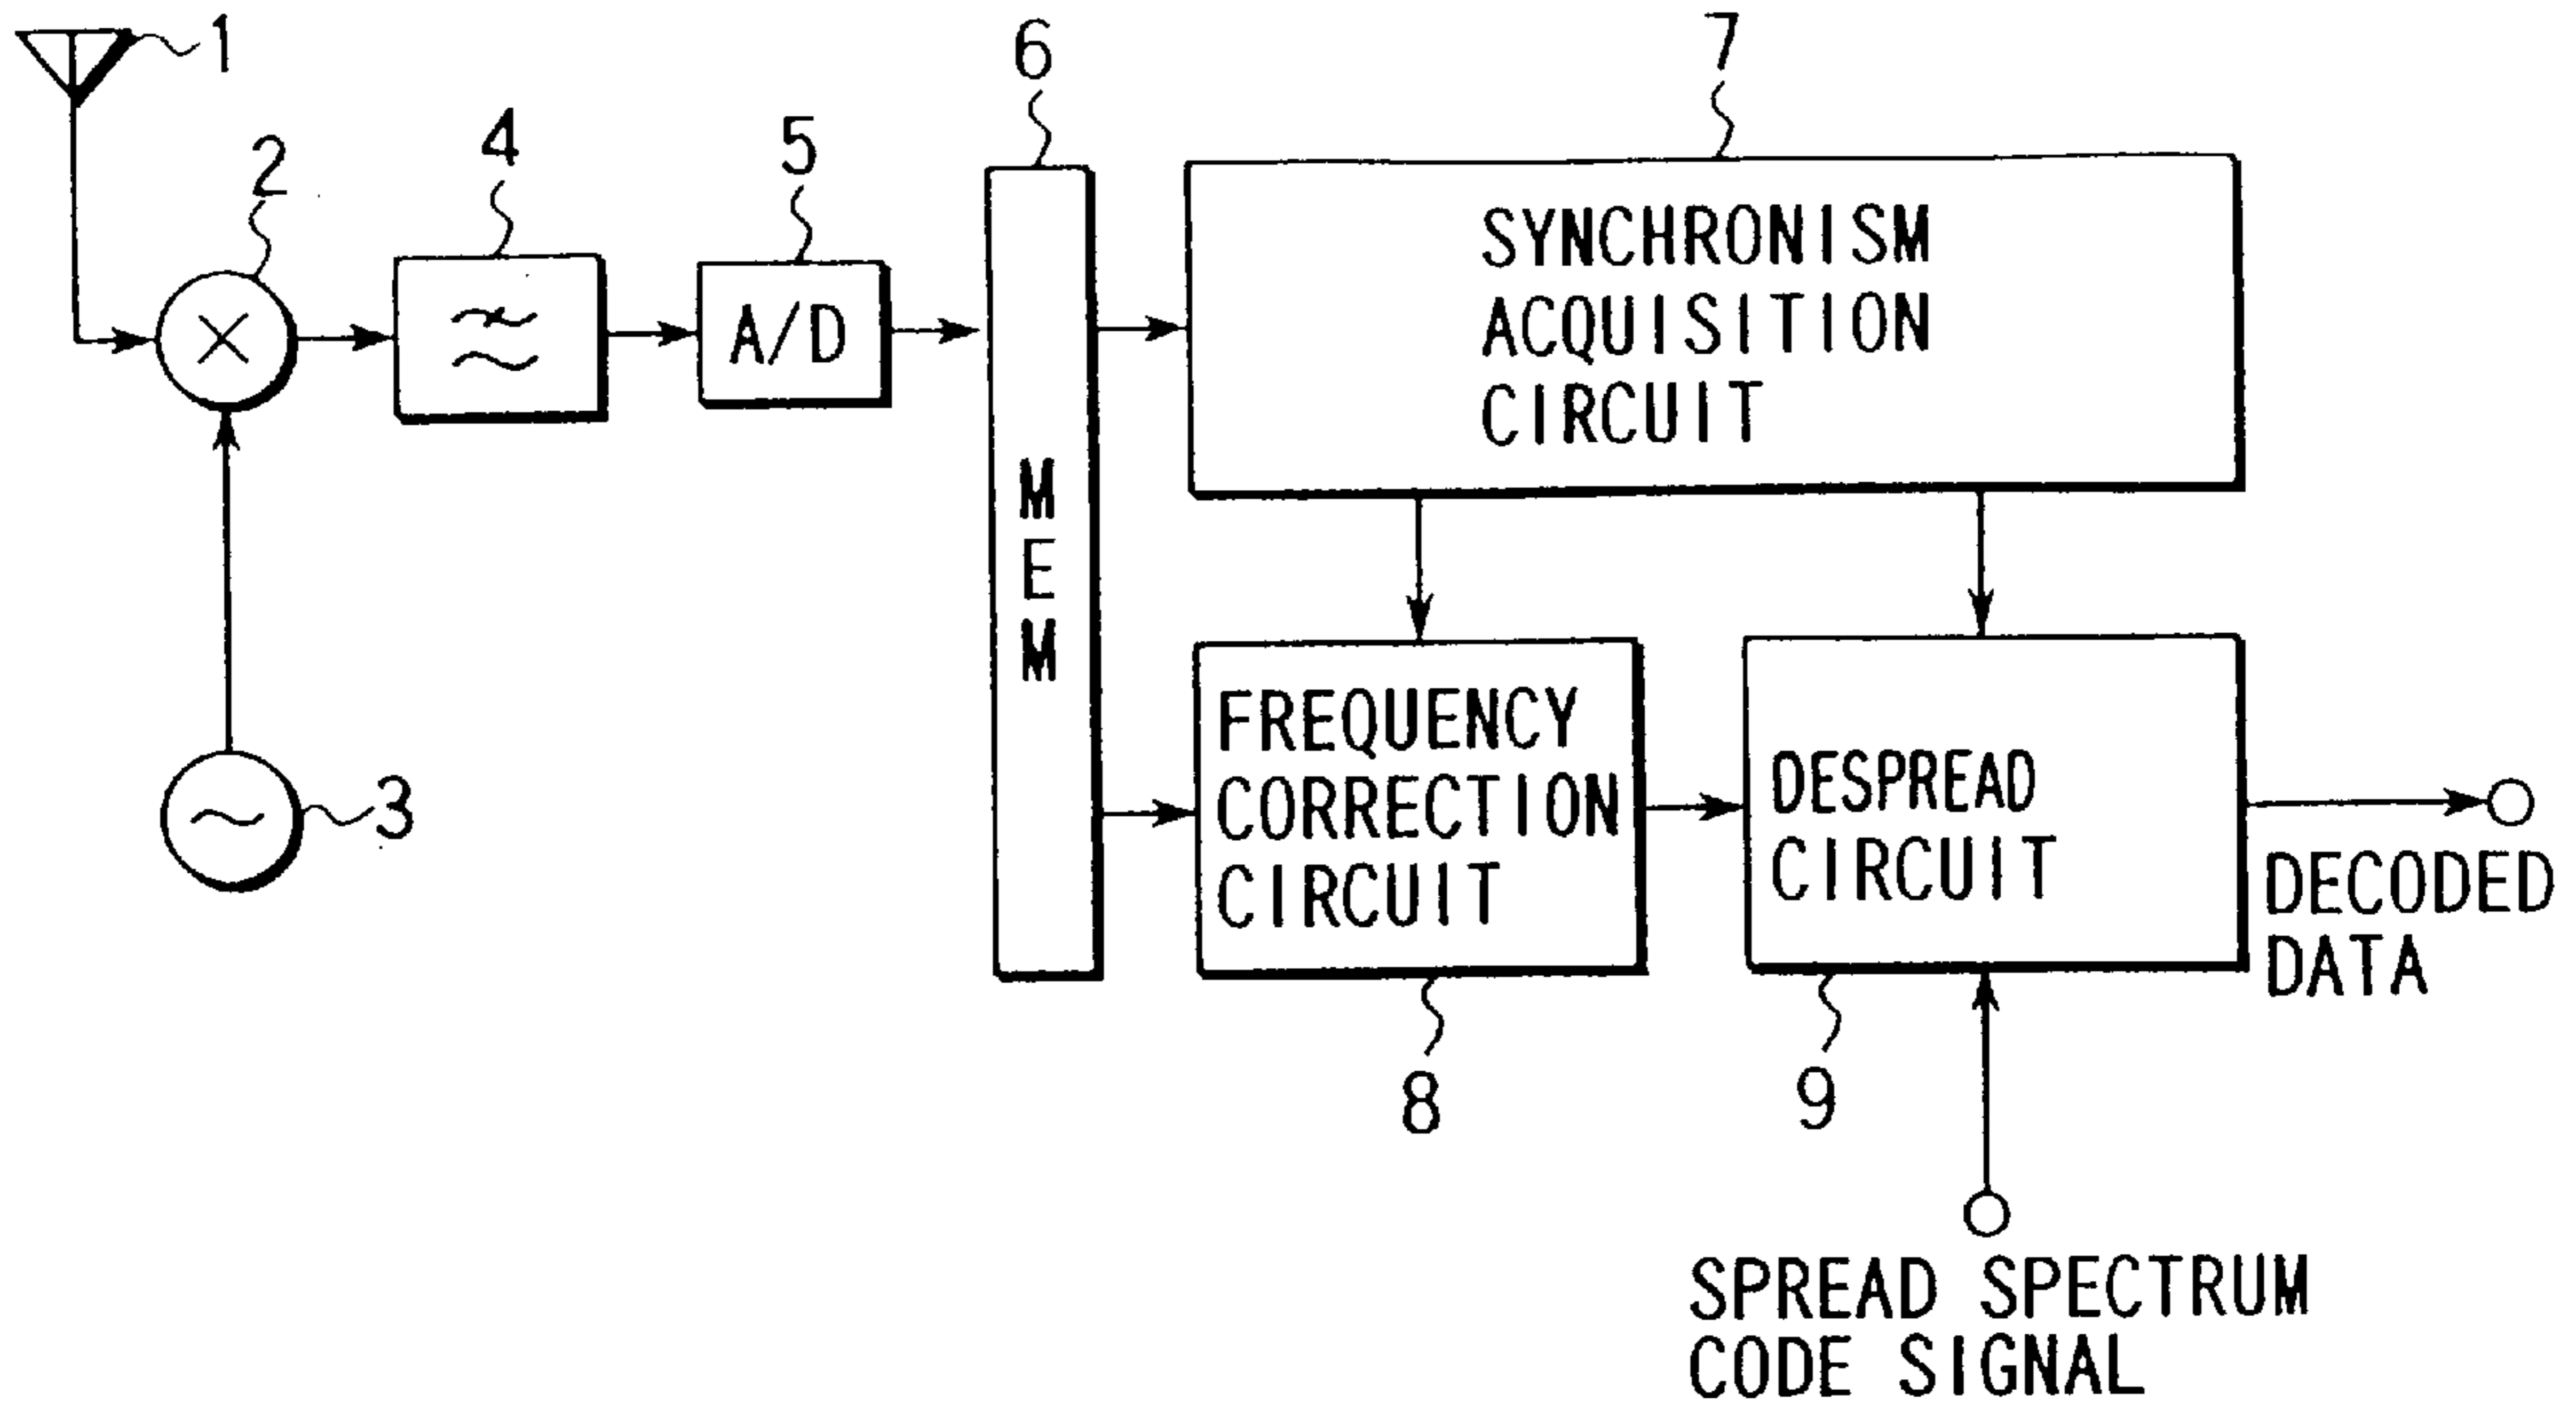 1
2
3
4
5
A/D
6
MEM
7
SYNCHRONISM
ACQUISITION
CIRCUIT
FREQUENCY
CORRECTION
CIRCUIT
8
DESPREAD
CIRCUIT
9
DECODED
DATA
SPREAD SPECTRUM
CODE SIGNAL